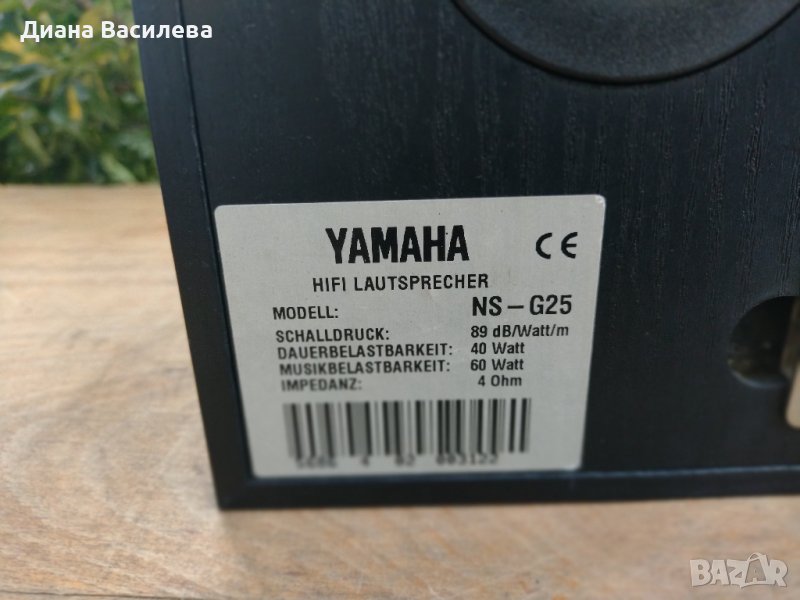 Диана Василева
YAMAHA CE
HIFI LAUTSPRECHER
MODELL: NS-G25
SCHALLDRUCK: 89 dB/Watt/m
DAUERBELASTBARKEIT: 40 Watt
MUSIKBELASTBARKEIT: 60 Watt
IMPEDANZ: 4 Ohm
BAZAR